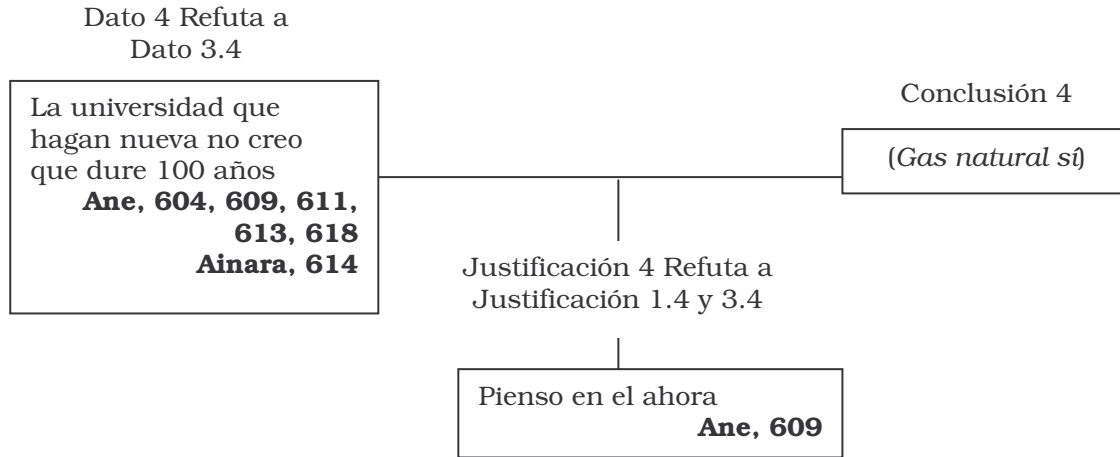 Dato 4 Refuta a
Dato 3.4
La universidad que
hagan nueva no creo
que dure 100 años
Ane, 604, 609, 611,
613, 618
Ainara, 614
Conclusión 4
(Gas natural sí)
Justificación 4 Refuta a
Justificación 1.4 y 3.4
Pienso en el ahora
Ane, 609